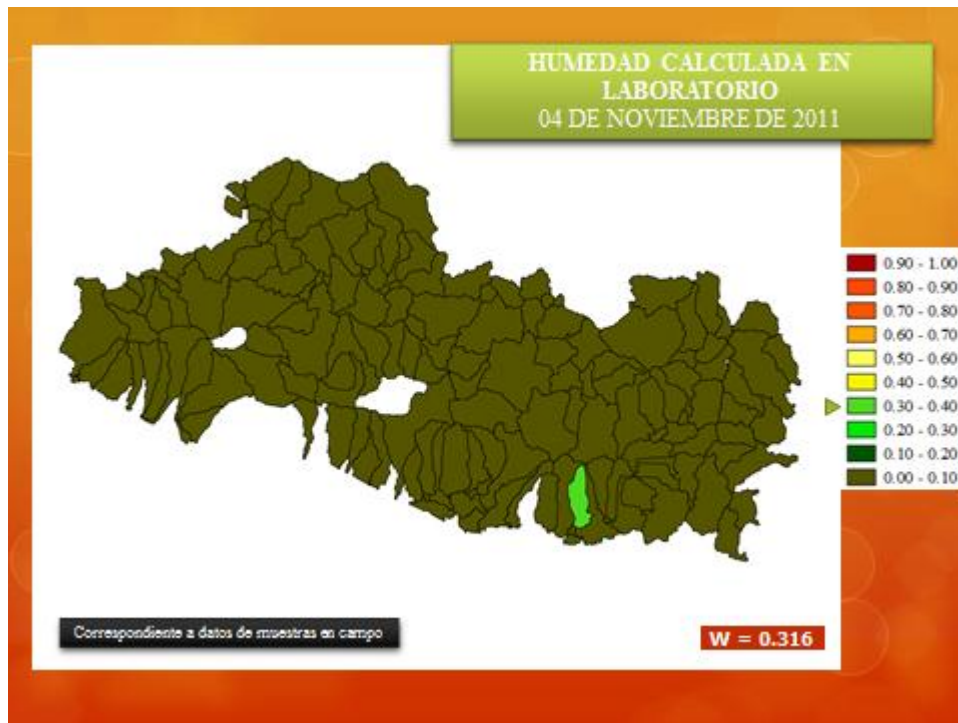 HUMEDAD CALCULADA EN
LABORATORIO
04 DE NOVIEMBRE DE 2011
0.90 - 1.00
0.80 - 0.90
0.70 - 0.80
0.60 - 0.70
0.50 - 0.60
0.40 - 0.50
0.30 - 0.40
0.20 - 0.30
0.10 - 0.20
0.00 - 0.10
Correspondiente a datos de muestras en campo
W = 0.316